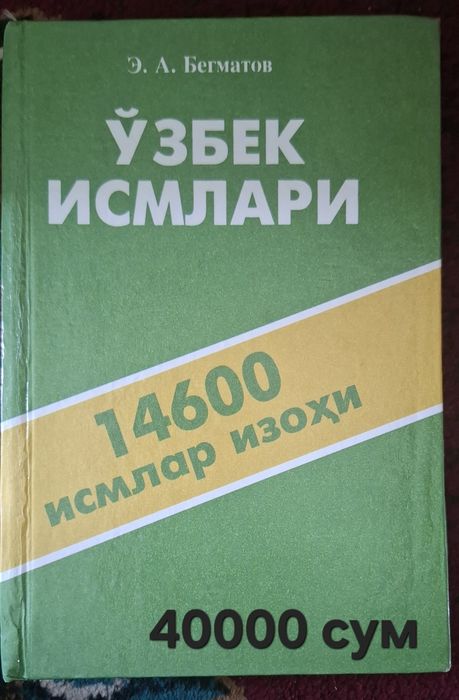 Э. А. Бегматов
ЎЗБЕК
ИСМЛАРИ
14600
исмлар изоҳи
40000 сум